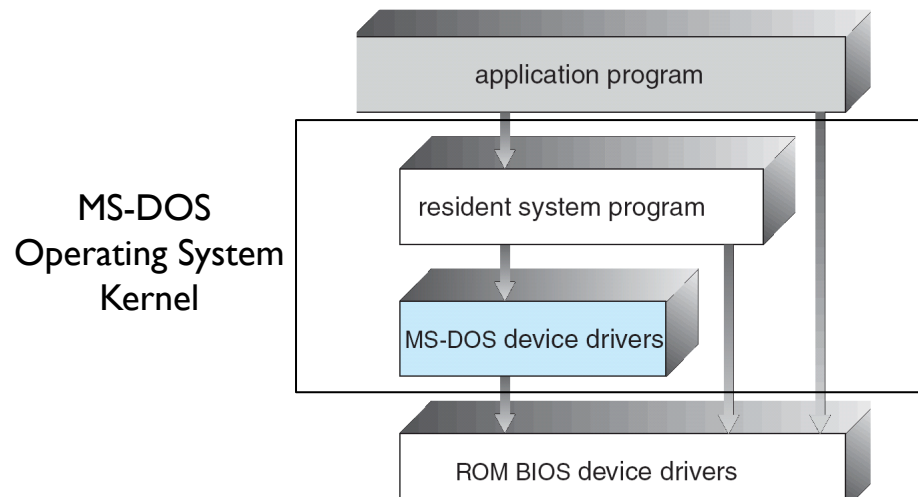 application program
MS-DOS
Operating System
Kernel
resident system program
MS-DOS device drivers
ROM BIOS device drivers